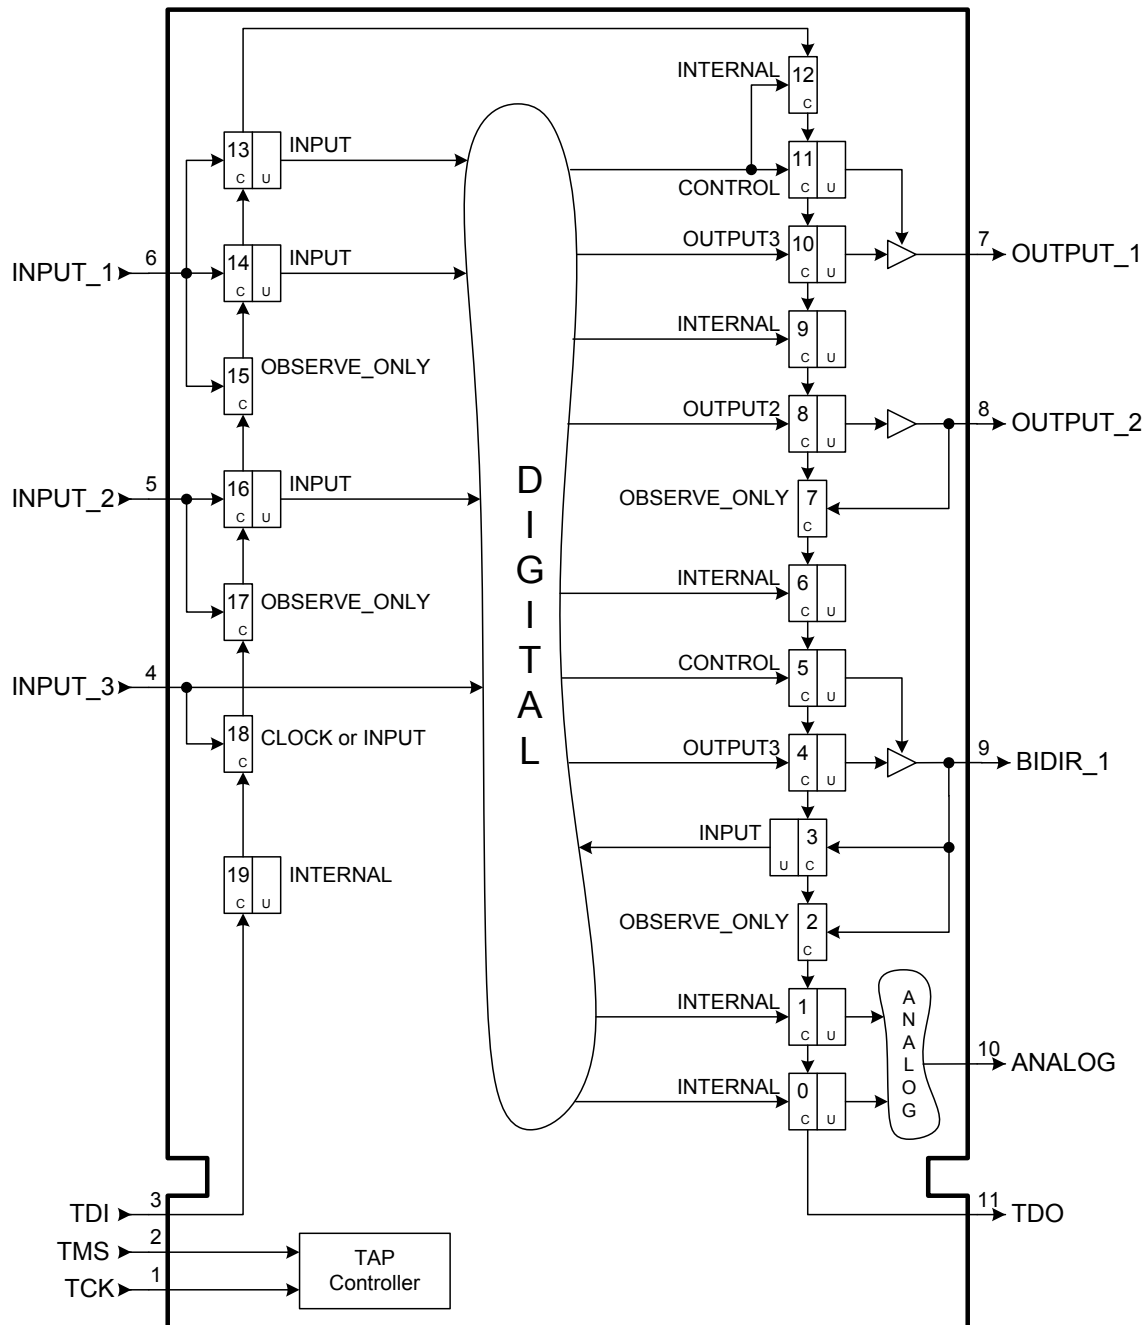 INTERNAL
12
C
13
C U
INPUT
11
C U
CONTROL
6
INPUT_1
14
C U
INPUT
OUTPUT3
10
C U
7
OUTPUT_1
INTERNAL
9
C U
15
C
OBSERVE_ONLY
OUTPUT2
8
C U
8
OUTPUT_2
5
INPUT_2
16
C U
INPUT
DIGITAL
OBSERVE_ONLY
7
C
17
C
OBSERVE_ONLY
INTERNAL
6
C U
4
INPUT_3
18
C
CLOCK or INPUT
CONTROL
5
C U
OUTPUT3
4
C U
9
BIDIR_1
INPUT
3
U C
19
C U
INTERNAL
OBSERVE_ONLY
2
C
INTERNAL
1
C U
ANALOG
10
ANALOG
INTERNAL
0
C U
3
TDI
11
TDO
2
TMS
1
TCK
TAP
Controller